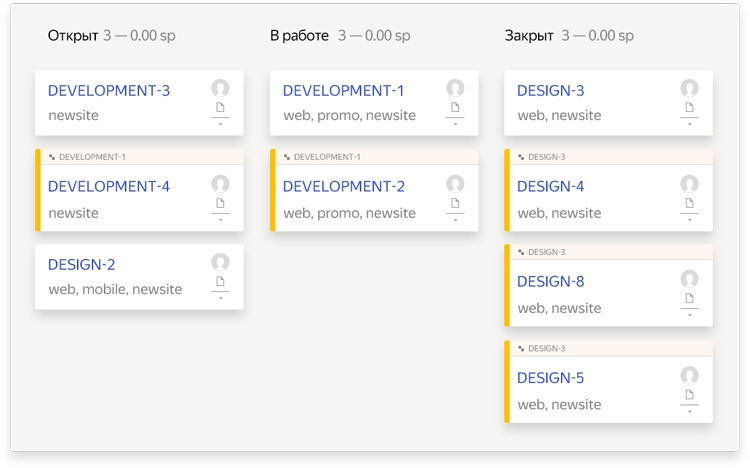 Открыт 3 — 0.00 sp
DEVELOPMENT-3
newsite
DEVELOPMENT-1
DEVELOPMENT-4
newsite
DESIGN-2
web, mobile, newsite
В работе 3 — 0.00 sp
DEVELOPMENT-1
web, promo, newsite
DEVELOPMENT-1
DEVELOPMENT-2
web, promo, newsite
Закрыт 3 — 0.00 sp
DESIGN-3
web, newsite
DESIGN-3
DESIGN-4
web, newsite
DESIGN-3
DESIGN-8
web, newsite
DESIGN-3
DESIGN-5
web, newsite